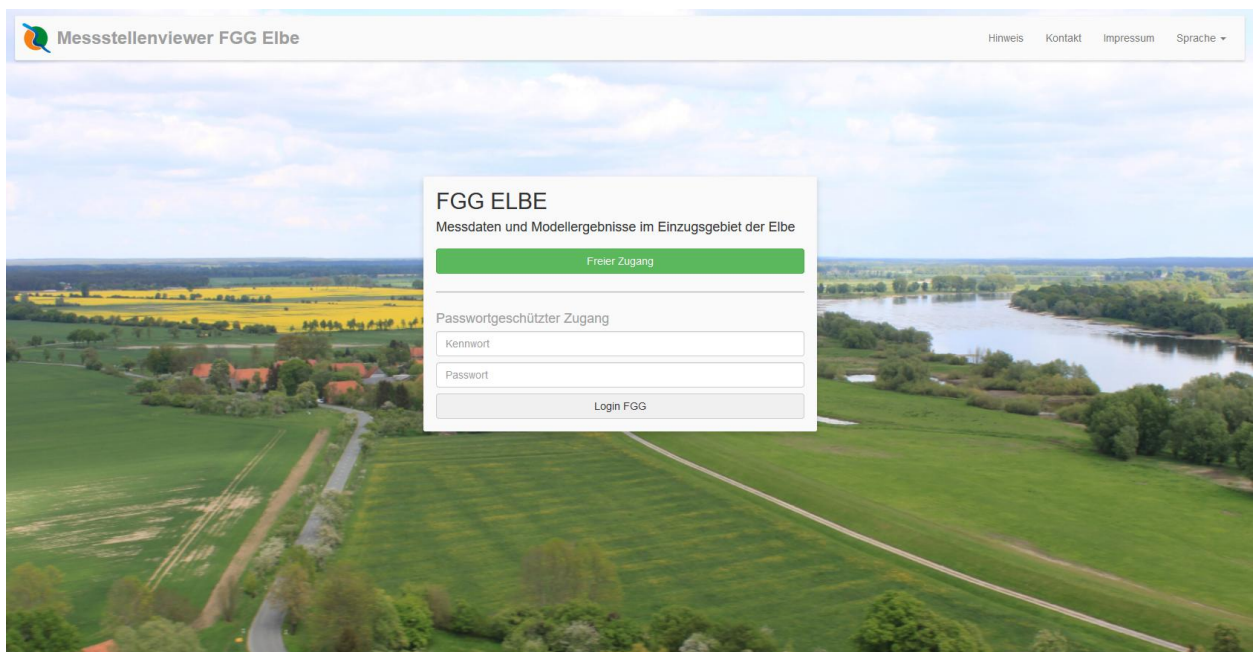 Messstellenviewer FGG Elbe
Hinweis Kontakt Impressum Sprache
FGG ELBE
Messdaten und Modellergebnisse im Einzugsgebiet der Elbe
Freier Zugang
Passwortgeschützter Zugang
Kennwort
Passwort
Login FGG